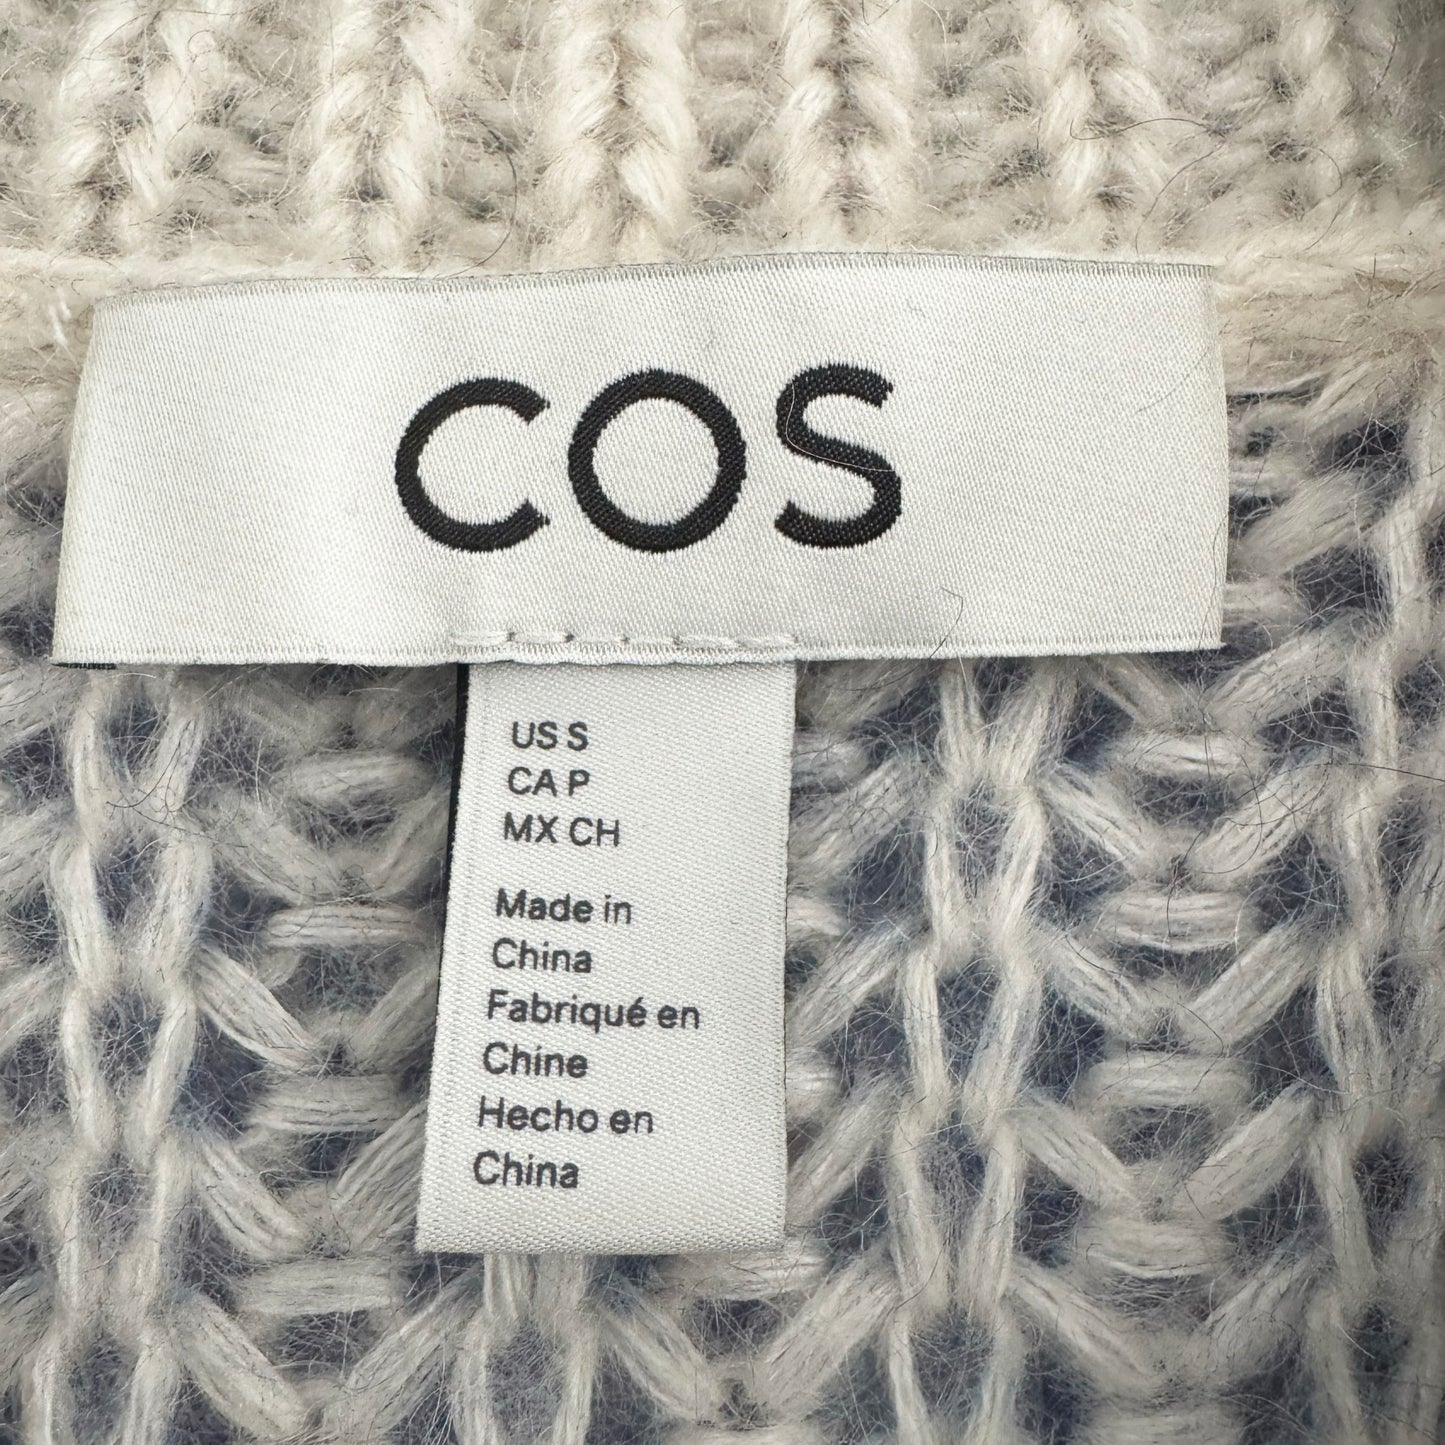 COS
US S
CA P
MX CH
Made in
China
Fabriqué en
Chine
Hecho en
China